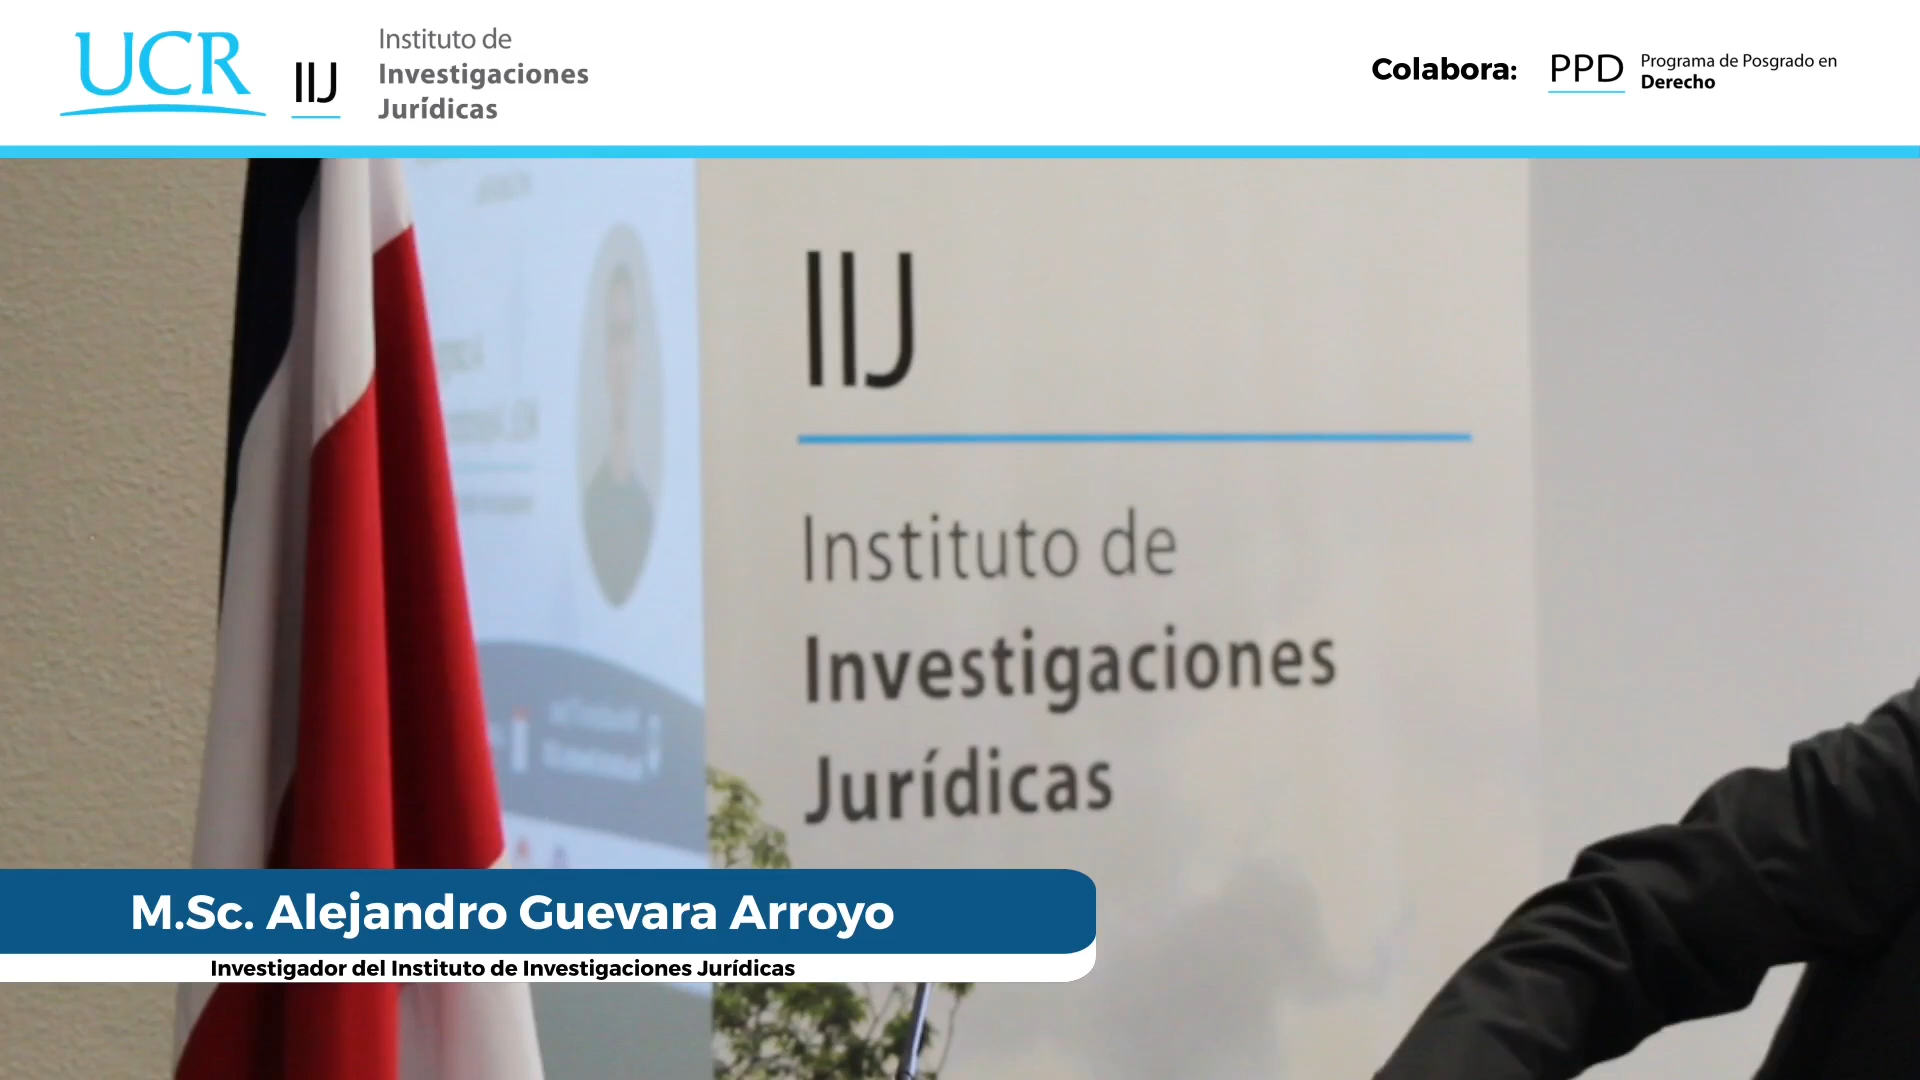 UCR
IIJ
Instituto de
Investigaciones
Jurídicas
Colabora:
PPD
Programa de Posgrado en
Derecho
IIJ
Instituto de
Investigaciones
Jurídicas
M.Sc. Alejandro Guevara Arroyo
Investigador del Instituto de Investigaciones Jurídicas